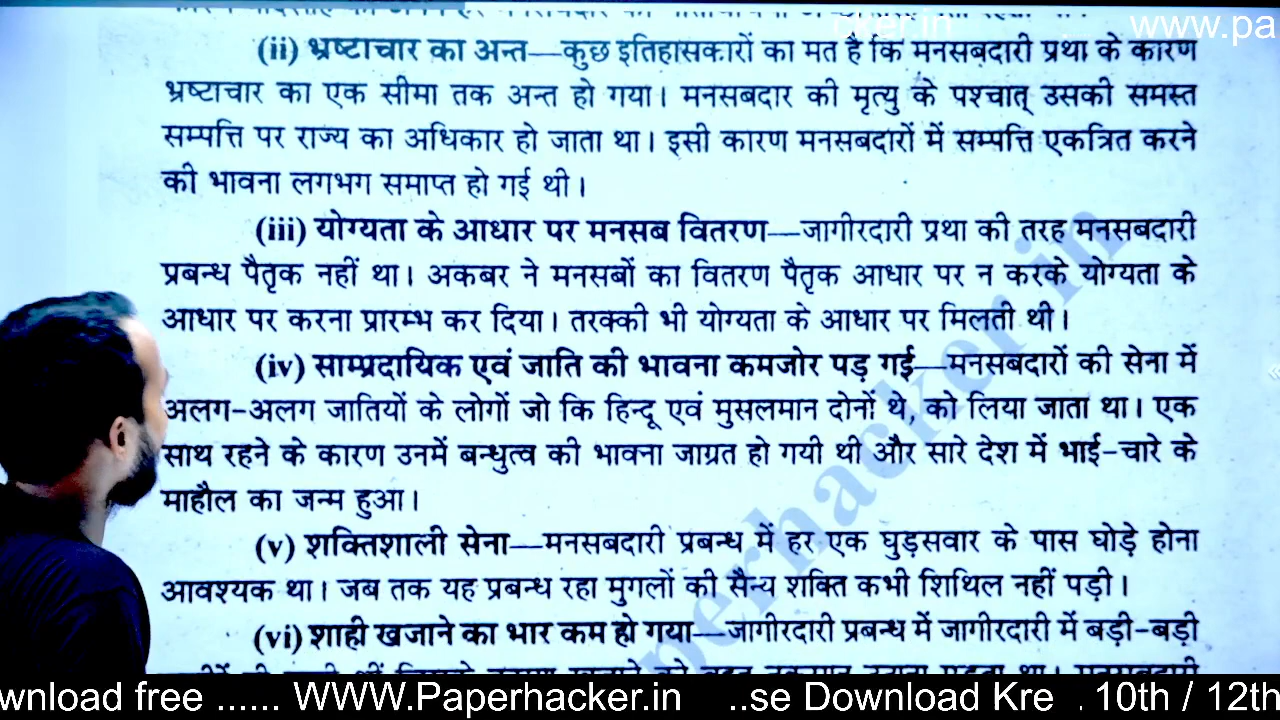 cker.in www.pa
(ii) भ्रष्टाचार का अन्त—कुछ इतिहासकारों का मत है कि मनसबदारी प्रथा के कारण
भ्रष्टाचार का एक सीमा तक अन्त हो गया। मनसबदार की मृत्यु के पश्चात् उसकी समस्त
सम्पत्ति पर राज्य का अधिकार हो जाता था। इसी कारण मनसबदारों में सम्पत्ति एकत्रित करने
की भावना लगभग समाप्त हो गई थी।
(iii) योग्यता के आधार पर मनसब वितरण—जागीरदारी प्रथा की तरह मनसबदारी
प्रबन्ध पैतृक नहीं था। अकबर ने मनसबों का वितरण पैतृक आधार पर न करके योग्यता के
आधार पर करना प्रारम्भ कर दिया। तरक्की भी योग्यता के आधार पर मिलती थी।
(iv) साम्प्रदायिक एवं जाति की भावना कमजोर पड़ गई—मनसबदारों की सेना में
अलग-अलग जातियों के लोगों जो कि हिन्दू एवं मुसलमान दोनों थे, को लिया जाता था। एक
साथ रहने के कारण उनमें बन्धुत्व की भावना जाग्रत हो गयी थी और सारे देश में भाई-चारे के
माहौल का जन्म हुआ।
(v) शक्तिशाली सेना—मनसबदारी प्रबन्ध में हर एक घुड़सवार के पास घोड़े होना
आवश्यक था। जब तक यह प्रबन्ध रहा मुगलों की सैन्य शक्ति कभी शिथिल नहीं पड़ी।
(vi) शाही खजाने का भार कम हो गया—जागीरदारी प्रबन्ध में जागीरदारी में बड़ी-बड़ी
perhacker in
wnload free ...... WWW.Paperhacker.in ..se Download Kre . 10th / 12th